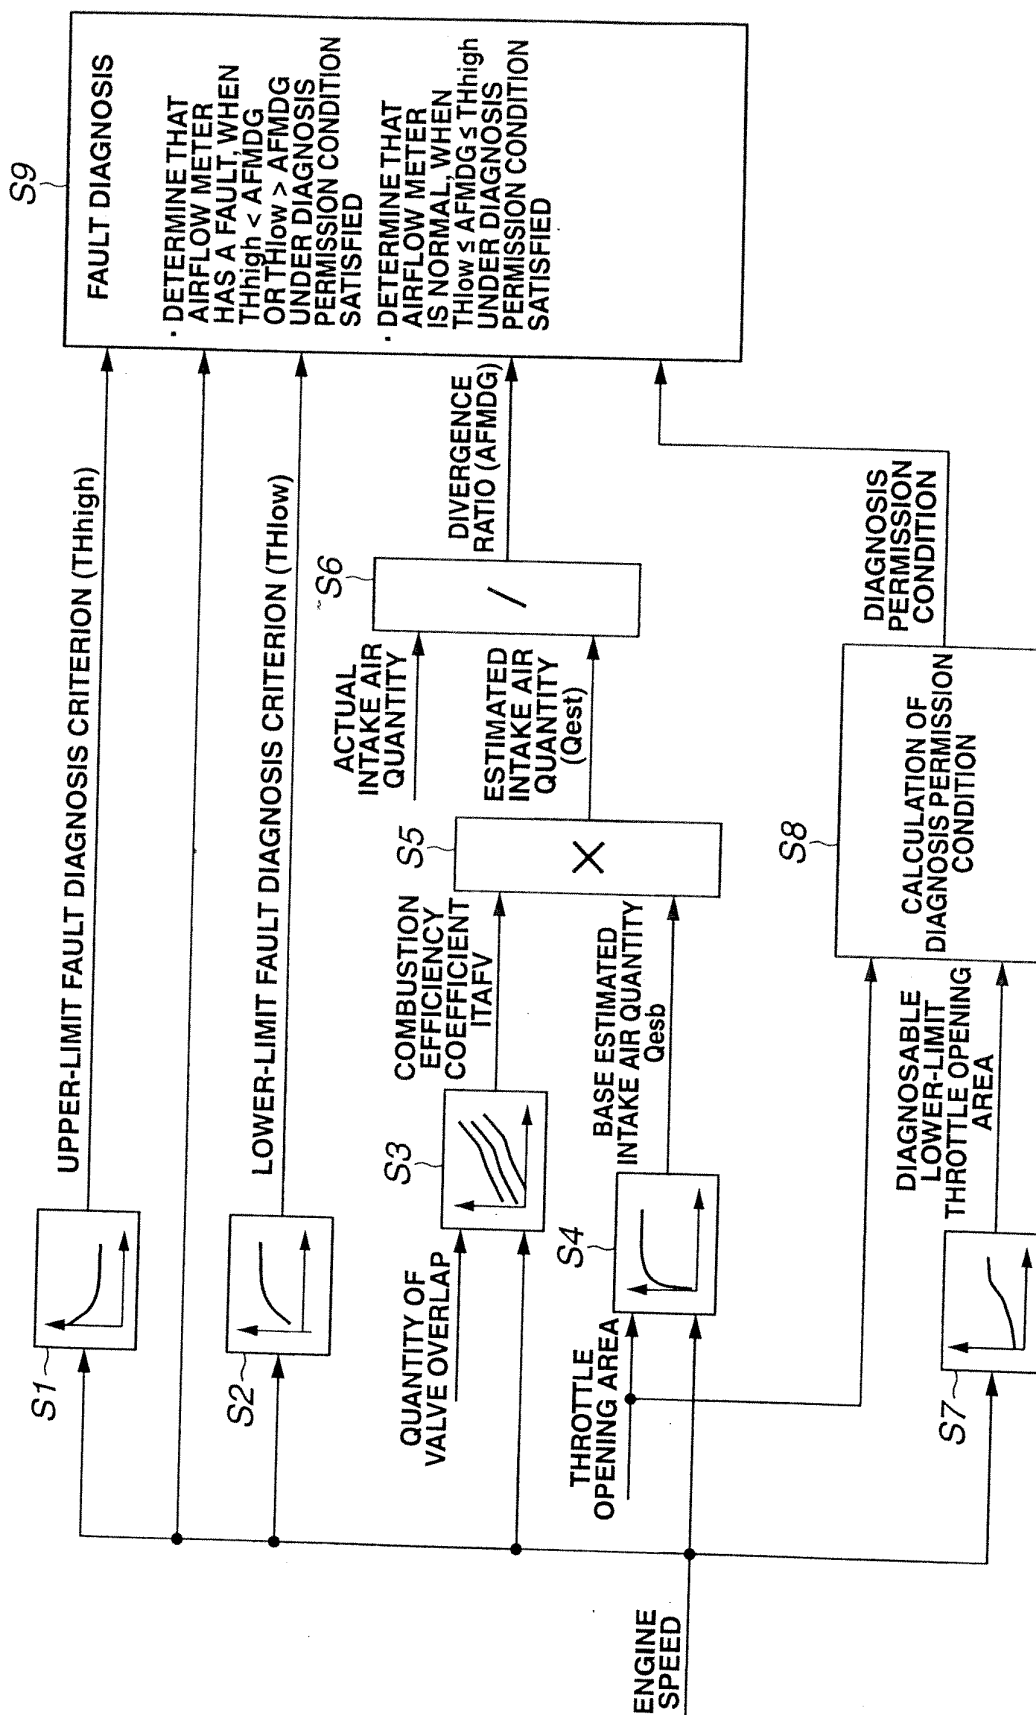 ENGINE
SPEED
S1
UPPER-LIMIT FAULT DIAGNOSIS CRITERION (THhigh)
S2
LOWER-LIMIT FAULT DIAGNOSIS CRITERION (THlow)
QUANTITY OF
VALVE OVERLAP
S3
COMBUSTION
EFFICIENCY
COEFFICIENT
ITAFV
THROTTLE
OPENING AREA
S4
BASE ESTIMATED
INTAKE AIR QUANTITY
Qesb
S5
×
ACTUAL
INTAKE AIR
QUANTITY
ESTIMATED
INTAKE AIR
QUANTITY
(Qest)
S6
/
DIVERGENCE
RATIO (AFMDG)
S7
DIAGNOSABLE
LOWER-LIMIT
THROTTLE OPENING
AREA
S8
CALCULATION OF
DIAGNOSIS PERMISSION
CONDITION
DIAGNOSIS
PERMISSION
CONDITION
S9
FAULT DIAGNOSIS
· DETERMINE THAT
AIRFLOW METER
HAS A FAULT, WHEN
THhigh < AFMDG
OR THlow > AFMDG
UNDER DIAGNOSIS
PERMISSION CONDITION
SATISFIED
· DETERMINE THAT
AIRFLOW METER
IS NORMAL, WHEN
THlow ≤ AFMDG ≤ THhigh
UNDER DIAGNOSIS
PERMISSION CONDITION
SATISFIED